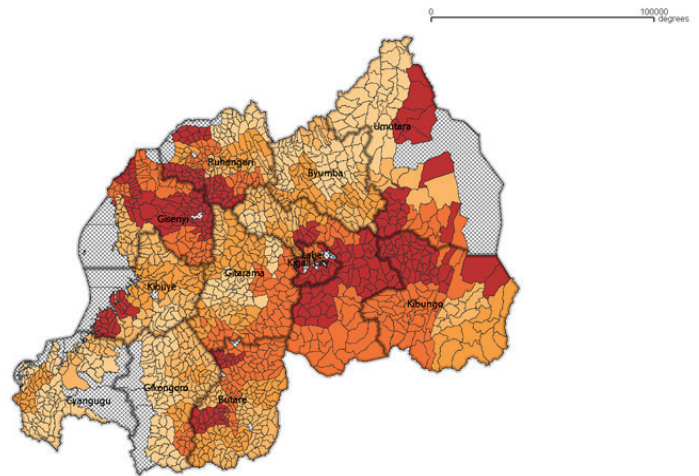 0
100000
degrees
Umutara
Ruhengeri
Byumba
Gisenyi
Kigali
Kibuye
Gitarama
Kibungo
Gikongoro
Cyangugu
Butare